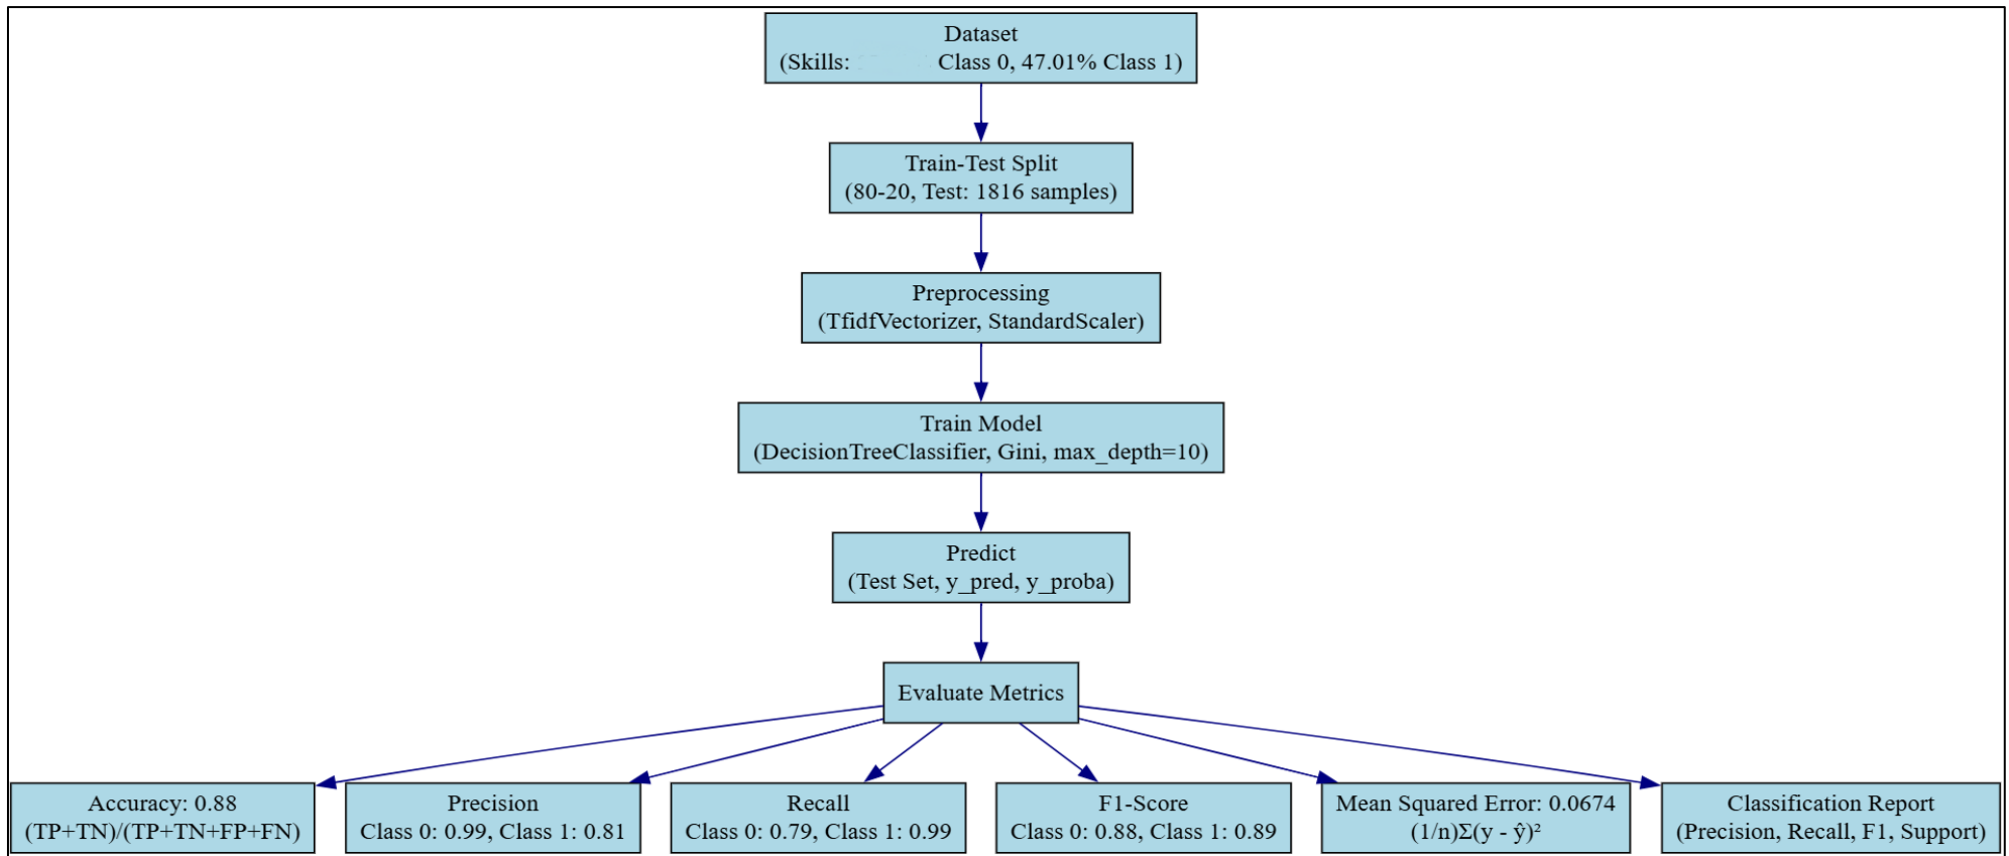 Dataset
(Skills: Class 0, 47.01% Class 1)
Train-Test Split
(80-20, Test: 1816 samples)
Preprocessing
(TfidfVectorizer, StandardScaler)
Train Model
(DecisionTreeClassifier, Gini, max_depth=10)
Predict
(Test Set, y_pred, y_proba)
Evaluate Metrics
Accuracy: 0.88
(TP+TN)/(TP+TN+FP+FN)
Precision
Class 0: 0.99, Class 1: 0.81
Recall
Class 0: 0.79, Class 1: 0.99
F1-Score
Class 0: 0.88, Class 1: 0.89
Mean Squared Error: 0.0674
(1/n)Σ(y - ŷ)²
Classification Report
(Precision, Recall, F1, Support)